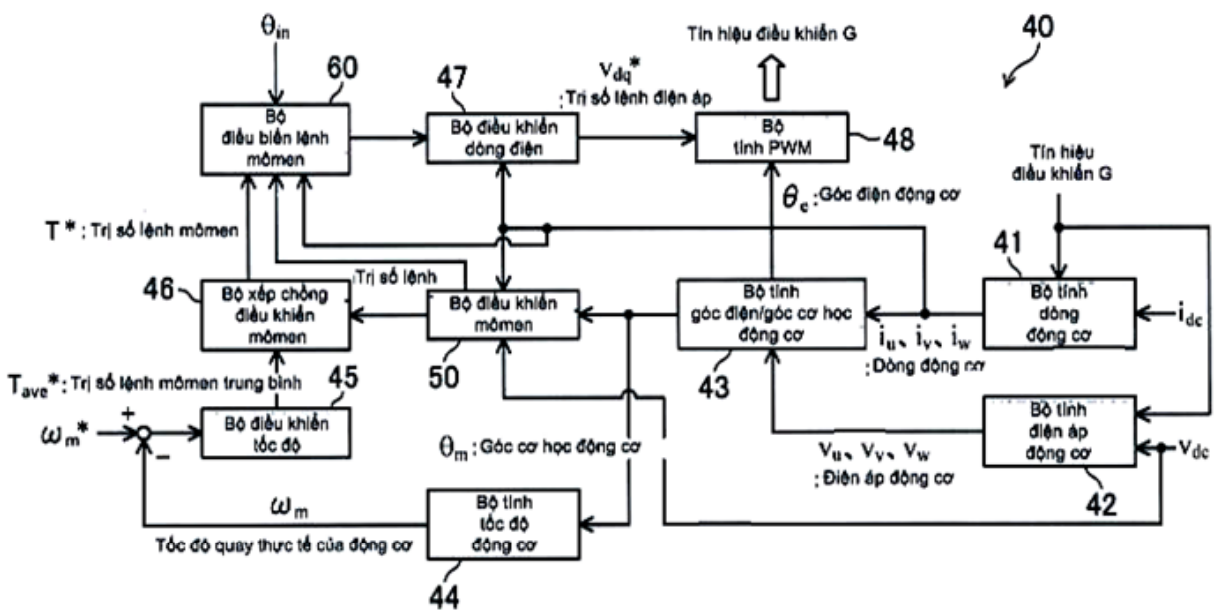 θin
60
Bộ
điều biến lệnh
mômen
47
Bộ điều khiển
dòng điện
Vdq*
: Trị số lệnh điện áp
Tín hiệu điều khiển G
Bộ
tính PWM
48
40
θe : Góc điện động cơ
Tín hiệu
điều khiển G
T* : Trị số lệnh mômen
Trị số lệnh
46
Bộ xếp chồng
điều khiển
mômen
Bộ điều khiển
mômen
50
Bộ tính
góc điện/góc cơ học
động cơ
43
iu、iv、iw
: Dòng động cơ
41
Bộ tính
dòng
động cơ
idc
Tave* : Trị số lệnh mômen trung bình
45
ωm*
+
−
Bộ điều khiển
tốc độ
θm : Góc cơ học động cơ
Vu、Vv、Vw
: Điện áp động cơ
Bộ tính
điện áp
động cơ
42
Vdc
ωm
Tốc độ quay thực tế của động cơ
Bộ tính
tốc độ
động cơ
44